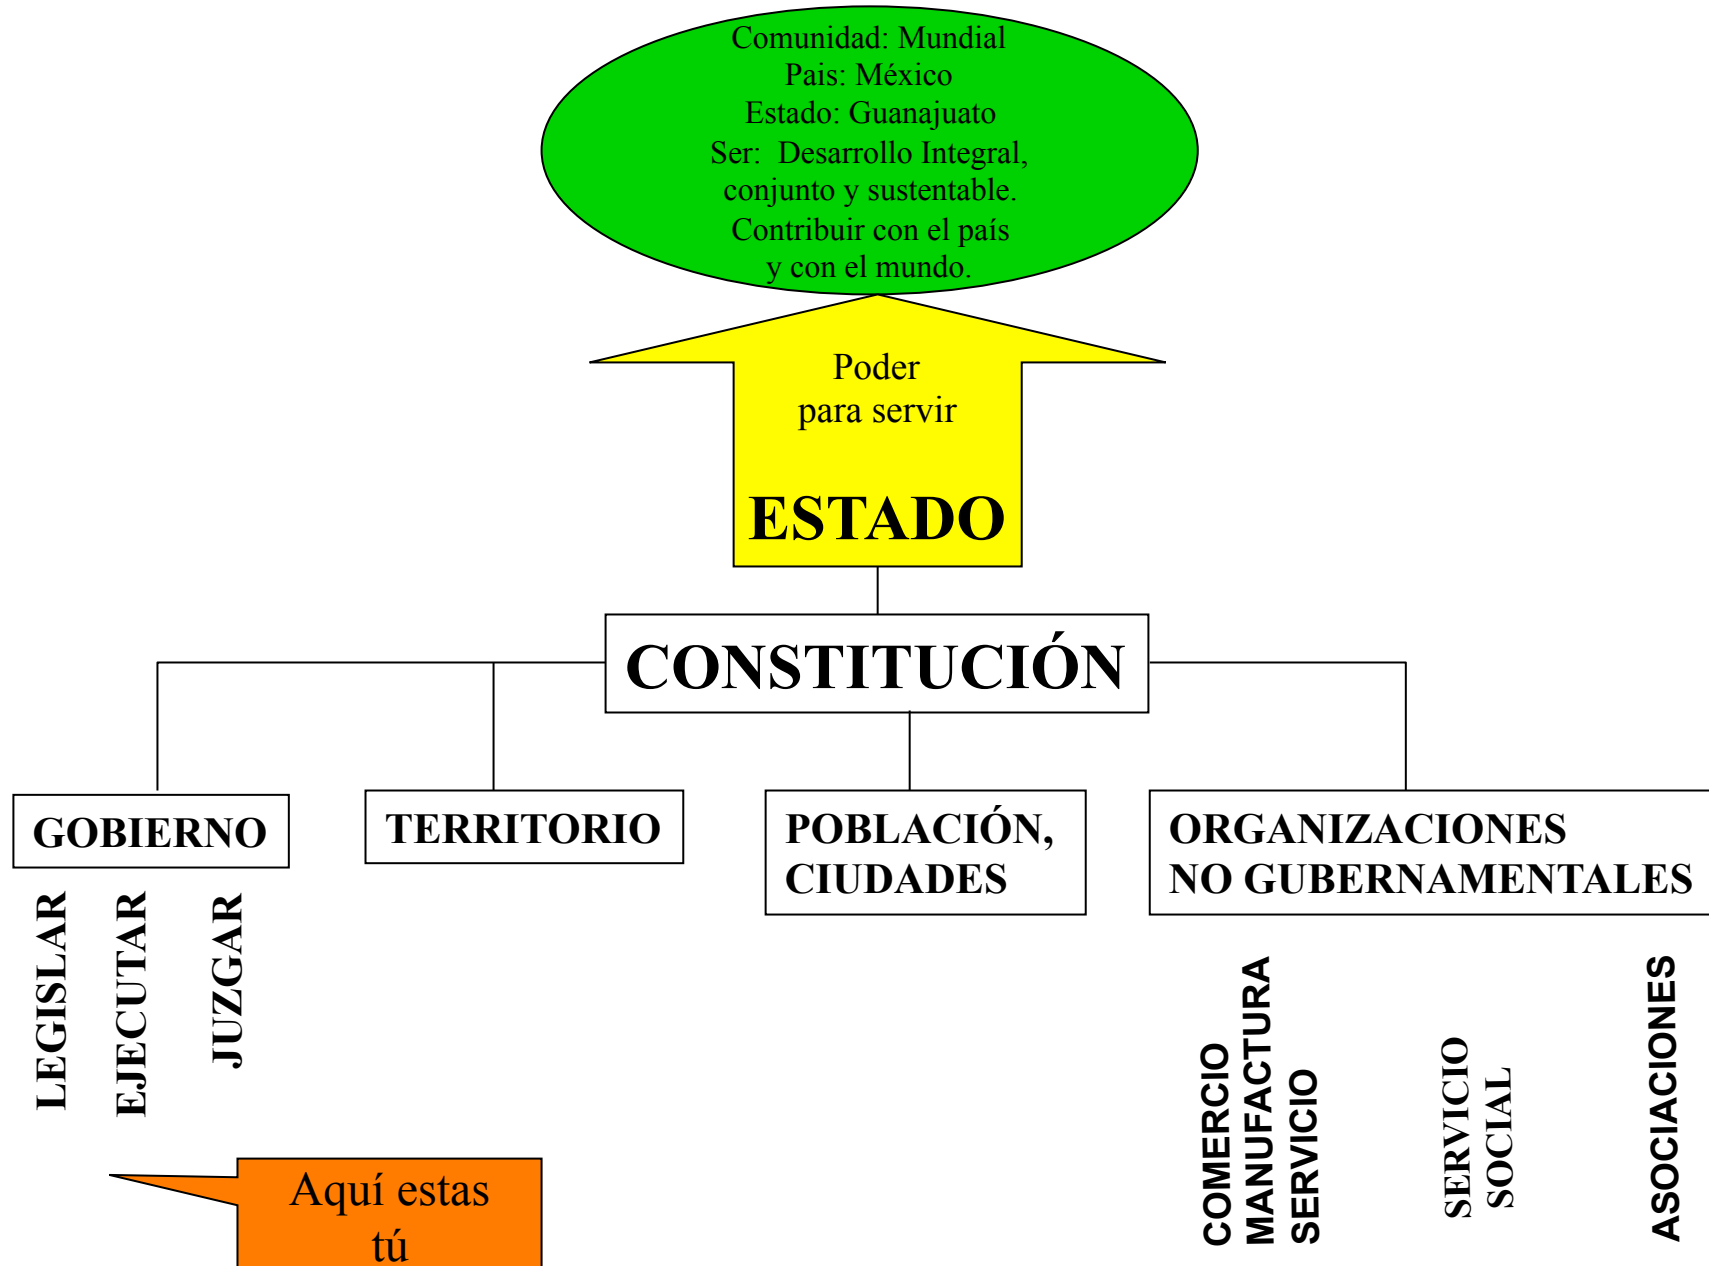 Comunidad: Mundial
Pais: México
Estado: Guanajuato
Ser:  Desarrollo Integral,
conjunto y sustentable.
Contribuir con el país
y con el mundo.
Poder
para servir
ESTADO
CONSTITUCIÓN
GOBIERNO
TERRITORIO
POBLACIÓN,
CIUDADES
ORGANIZACIONES
NO GUBERNAMENTALES
LEGISLAR
EJECUTAR
JUZGAR
COMERCIO
MANUFACTURA
SERVICIO
SERVICIO
SOCIAL
ASOCIACIONES
Aquí estas
tú